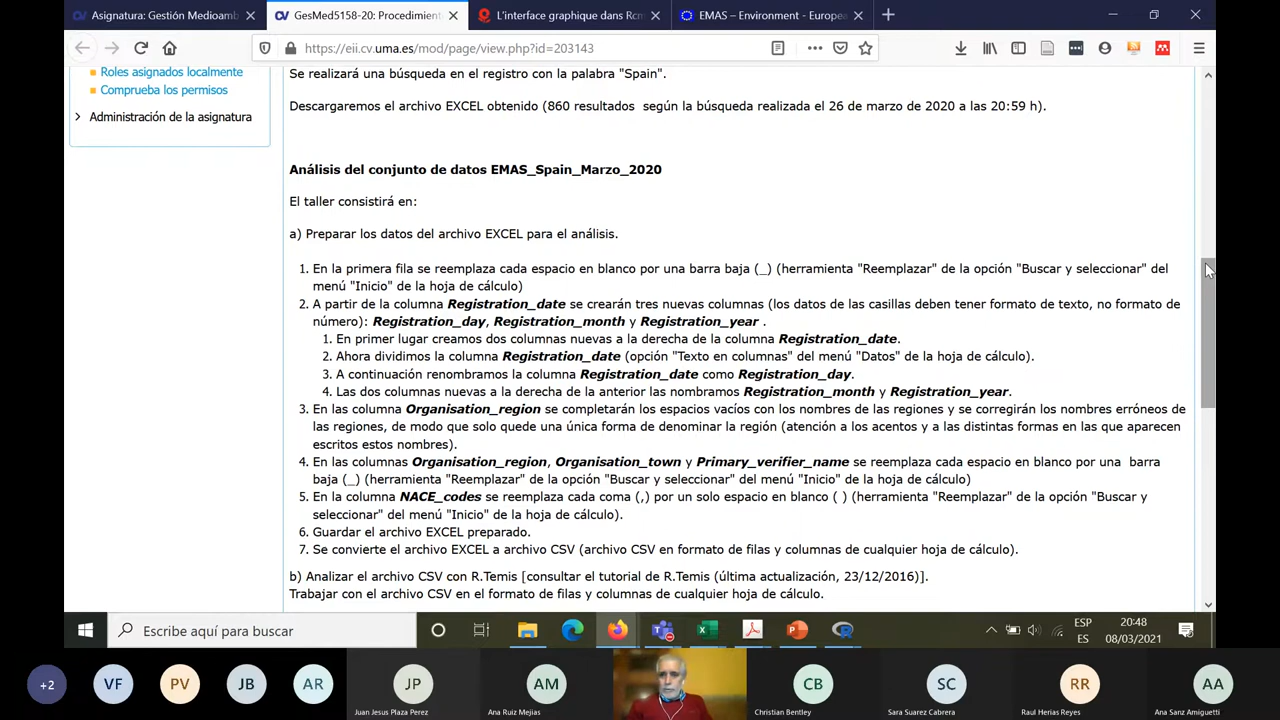 Asignatura: Gestión Medioamb
GesMed5158-20: Procedimient
L'interface graphique dans Rcm
EMAS – Environment - Europea
https://eii.cv.uma.es/mod/page/view.php?id=203143
Roles asignados localmente
Comprueba los permisos
Administración de la asignatura
Se realizará una búsqueda en el registro con la palabra "Spain".
Descargaremos el archivo EXCEL obtenido (860 resultados según la búsqueda realizada el 26 de marzo de 2020 a las 20:59 h).
Análisis del conjunto de datos EMAS_Spain_Marzo_2020
El taller consistirá en:
a) Preparar los datos del archivo EXCEL para el análisis.
1. En la primera fila se reemplaza cada espacio en blanco por una barra baja (_) (herramienta "Reemplazar" de la opción "Buscar y seleccionar" del
menú "Inicio" de la hoja de cálculo)
2. A partir de la columna Registration_date se crearán tres nuevas columnas (los datos de las casillas deben tener formato de texto, no formato de
número): Registration_day, Registration_month y Registration_year .
1. En primer lugar creamos dos columnas nuevas a la derecha de la columna Registration_date.
2. Ahora dividimos la columna Registration_date (opción "Texto en columnas" del menú "Datos" de la hoja de cálculo).
3. A continuación renombramos la columna Registration_date como Registration_day.
4. Las dos columnas nuevas a la derecha de la anterior las nombramos Registration_month y Registration_year.
3. En las columna Organisation_region se completarán los espacios vacíos con los nombres de las regiones y se corregirán los nombres erróneos de
las regiones, de modo que solo quede una única forma de denominar la región (atención a los acentos y a las distintas formas en las que aparecen
escritos estos nombres).
4. En las columnas Organisation_region, Organisation_town y Primary_verifier_name se reemplaza cada espacio en blanco por una barra
baja (_) (herramienta "Reemplazar" de la opción "Buscar y seleccionar" del menú "Inicio" de la hoja de cálculo)
5. En la columna NACE_codes se reemplaza cada coma (,) por un solo espacio en blanco ( ) (herramienta "Reemplazar" de la opción "Buscar y
seleccionar" del menú "Inicio" de la hoja de cálculo).
6. Guardar el archivo EXCEL preparado.
7. Se convierte el archivo EXCEL a archivo CSV (archivo CSV en formato de filas y columnas de cualquier hoja de cálculo).
b) Analizar el archivo CSV con R.Temis [consultar el tutorial de R.Temis (última actualización, 23/12/2016)].
Trabajar con el archivo CSV en el formato de filas y columnas de cualquier hoja de cálculo.
Escribe aquí para buscar
ESP
ES
20:48
08/03/2021
+2
VF
PV
JB
AR
JP
Juan Jesus Plaza Perez
AM
Ana Ruiz Mejias
CB
Christian Bentley
SC
Sara Suarez Cabrera
RR
Raul Herias Reyes
AA
Ana Sanz Amiguetti